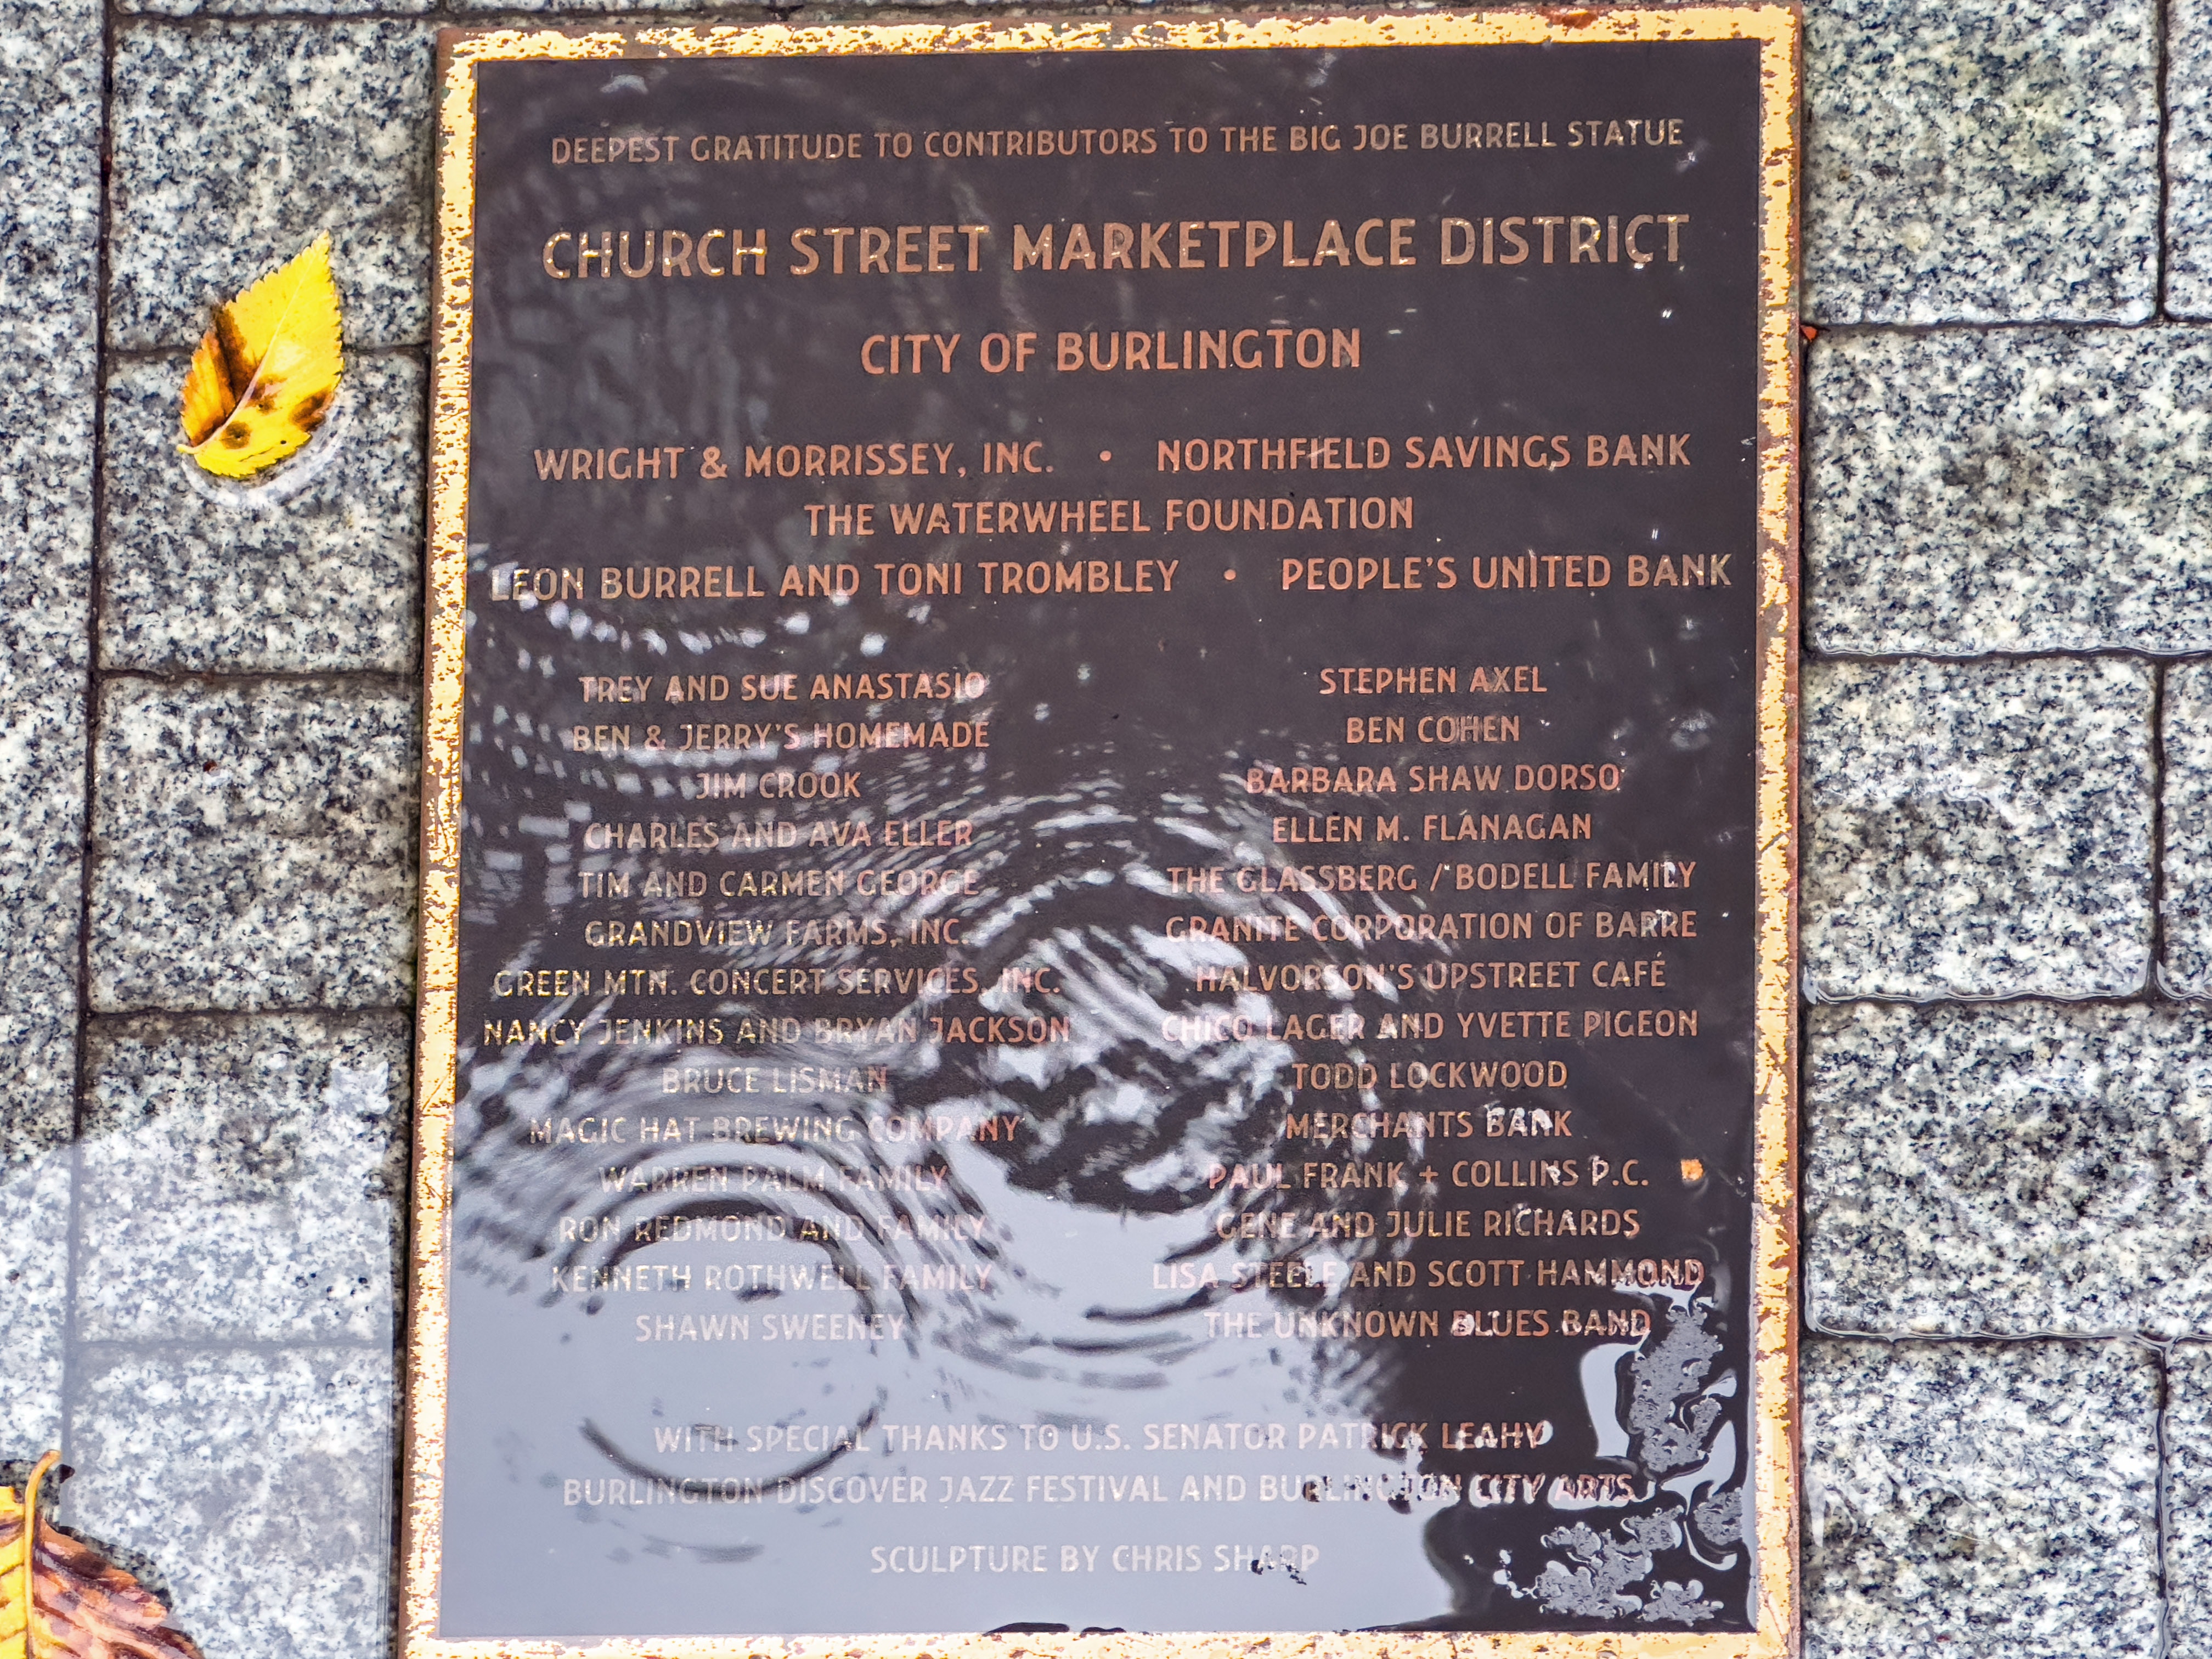 DEEPEST GRATITUDE TO CONTRIBUTORS TO THE BIG JOE BURRELL STATUE
CHURCH STREET MARKETPLACE DISTRICT
CITY OF BURLINGTON
WRIGHT & MORRISSEY, INC. • NORTHFIELD SAVINGS BANK
THE WATERWHEEL FOUNDATION
LEON BURRELL AND TONI TROMBLEY • PEOPLE'S UNITED BANK
TREY AND SUE ANASTASIO
BEN & JERRY'S HOMEMADE
JIM CROOK
CHARLES AND AVA ELLER
TIM AND CARMEN GEORGE
GRANDVIEW FARMS, INC.
GREEN MTN. CONCERT SERVICES, INC.
NANCY JENKINS AND BRYAN JACKSON
BRUCE LISMAN
MAGIC HAT BREWING COMPANY
WARREN PALM FAMILY
RON REDMOND AND FAMILY
KENNETH ROTHWELL FAMILY
SHAWN SWEENEY
STEPHEN AXEL
BEN COHEN
BARBARA SHAW DORSO
ELLEN M. FLANAGAN
THE GLASSBERG / BODELL FAMILY
GRANITE CORPORATION OF BARRE
HALVORSON'S UPSTREET CAFÉ
CHICO LAGER AND YVETTE PIGEON
TODD LOCKWOOD
MERCHANTS BANK
PAUL FRANK + COLLINS P.C.
GENE AND JULIE RICHARDS
LISA STEELE AND SCOTT HAMMOND
THE UNKNOWN BLUES BAND
WITH SPECIAL THANKS TO U.S. SENATOR PATRICK LEAHY
BURLINGTON DISCOVER JAZZ FESTIVAL AND BURLINGTON CITY ARTS
SCULPTURE BY CHRIS SHARP